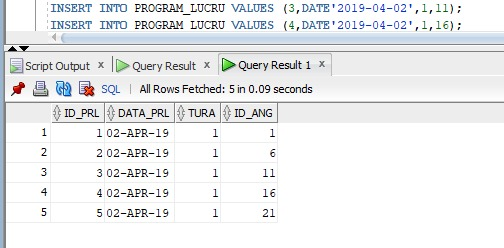 INSERT INTO PROGRAM_LUCRU VALUES (3,DATE'2019-04-02',1,11);
INSERT INTO PROGRAM_LUCRU VALUES (4,DATE'2019-04-02',1,16);
Script Output × Query Result × Query Result 1 ×
SQL | All Rows Fetched: 5 in 0.09 seconds
ID_PRL DATA_PRL TURA ID_ANG
1 1 02-APR-19 1 1
2 2 02-APR-19 1 6
3 3 02-APR-19 1 11
4 4 02-APR-19 1 16
5 5 02-APR-19 1 21